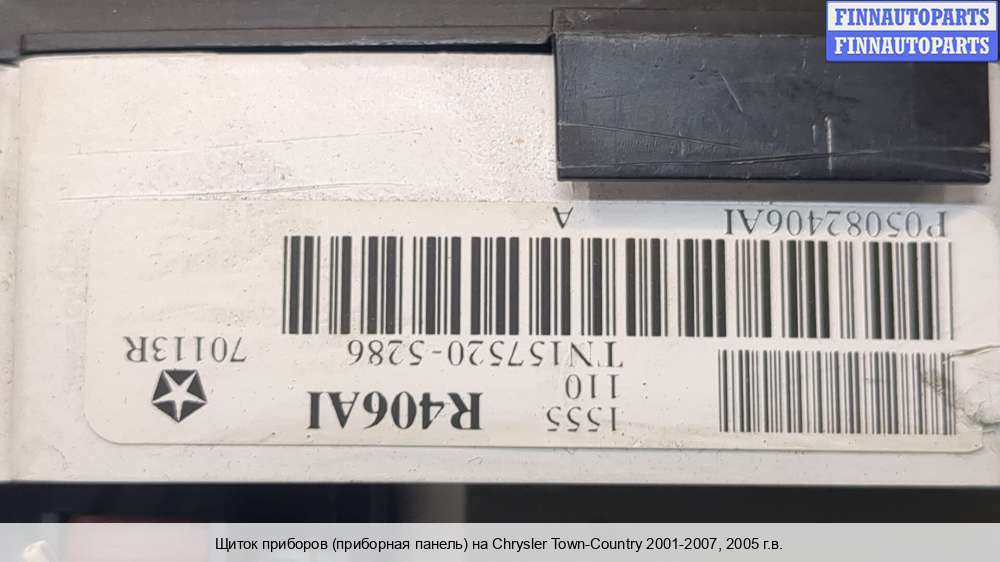 FINNAUTOPARTS
FINNAUTOPARTS
P05082406AI
A
TN157520-5286
70113R
110
1555
R406AI
Щиток приборов (приборная панель) на Chrysler Town-Country 2001-2007, 2005 г.в.